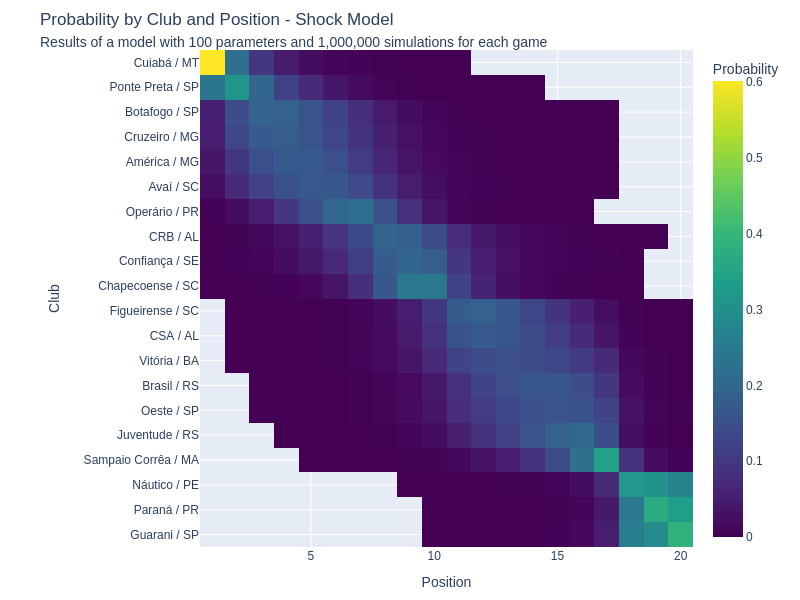 Probability by Club and Position - Shock Model
Results of a model with 100 parameters and 1,000,000 simulations for each game
Cuiabá / MT
Ponte Preta / SP
Botafogo / SP
Cruzeiro / MG
América / MG
Avaí / SC
Operário / PR
CRB / AL
Confiança / SE
Chapecoense / SC
Figueirense / SC
CSA / AL
Vitória / BA
Brasil / RS
Oeste / SP
Juventude / RS
Sampaio Corrêa / MA
Náutico / PE
Paraná / PR
Guarani / SP
Club
5
10
15
20
Position
Probability
0.6
0.5
0.4
0.3
0.2
0.1
0